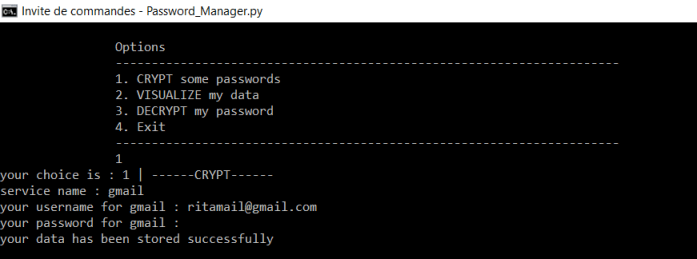 Invite de commandes - Password_Manager.py
Options
----------------------------------------------------------------------
1. CRYPT some passwords
2. VISUALIZE my data
3. DECRYPT my password
4. Exit
----------------------------------------------------------------------
1
your choice is : 1 | ------CRYPT------
service name : gmail
your username for gmail : ritamail@gmail.com
your password for gmail :
your data has been stored successfully